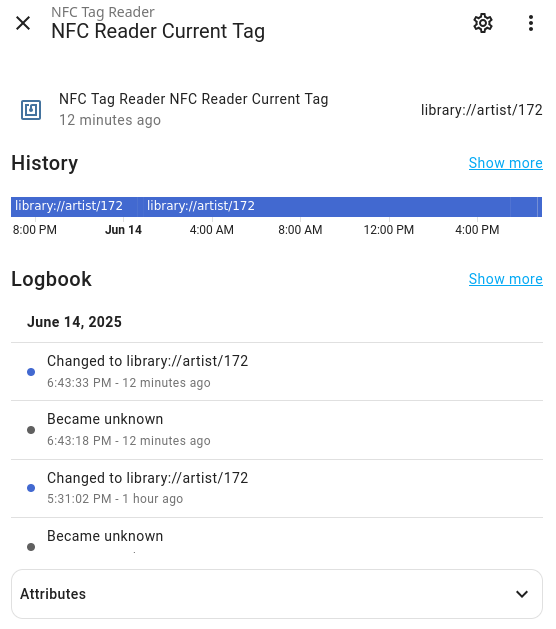 NFC Tag Reader
NFC Reader Current Tag
NFC Tag Reader NFC Reader Current Tag
12 minutes ago
library://artist/172
History
Show more
library://artist/172 library://artist/172
8:00 PM Jun 14 4:00 AM 8:00 AM 12:00 PM 4:00 PM
Logbook
Show more
June 14, 2025
Changed to library://artist/172
6:43:33 PM - 12 minutes ago
Became unknown
6:43:18 PM - 12 minutes ago
Changed to library://artist/172
5:31:02 PM - 1 hour ago
Became unknown
Attributes